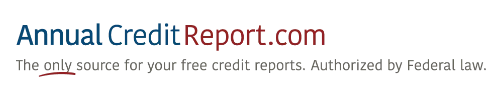 AnnualCreditReport.com
The only source for your free credit reports. Authorized by Federal law.